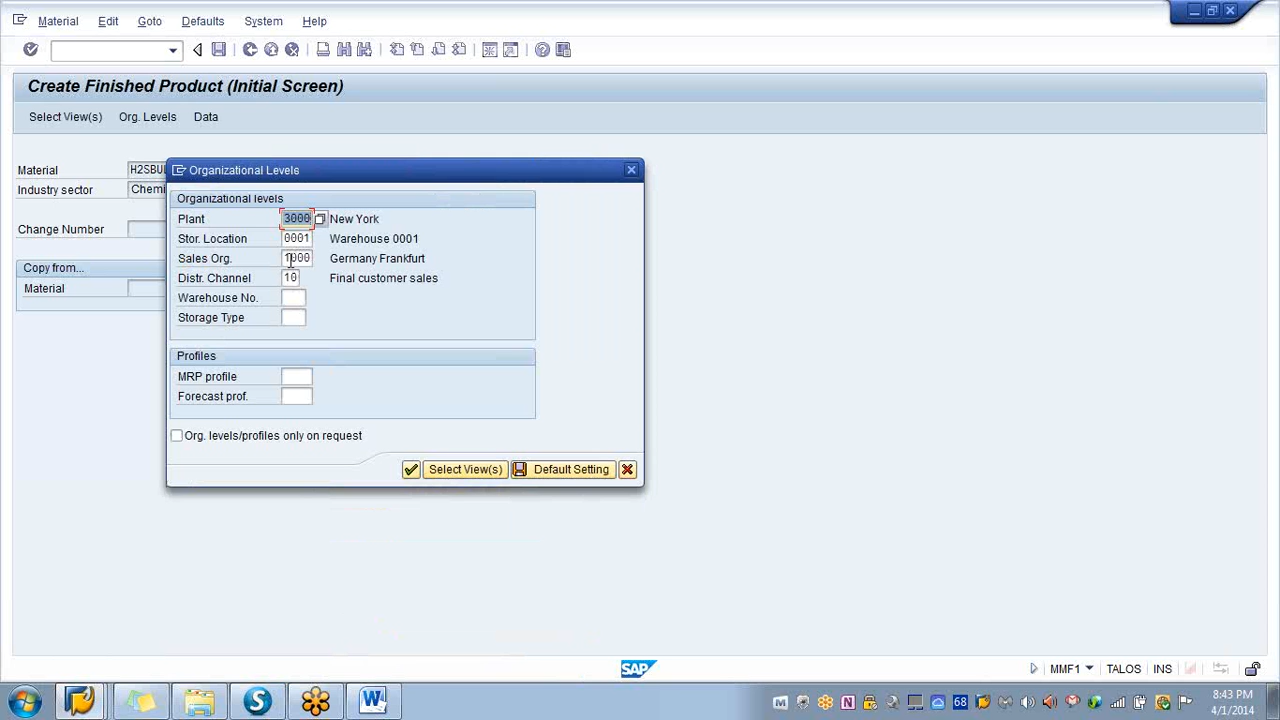 Material Edit Goto Defaults System Help
Create Finished Product (Initial Screen)
Select View(s) Org. Levels Data
Material
Industry sector
Change Number
Copy from...
Material
Organizational Levels
Organizational levels
Plant 3000 New York
Stor. Location 0001 Warehouse 0001
Sales Org. 1000 Germany Frankfurt
Distr. Channel 10 Final customer sales
Warehouse No.
Storage Type
Profiles
MRP profile
Forecast prof.
Org. levels/profiles only on request
Select View(s) Default Setting
SAP
MMF1 TALOS INS
68
8:43 PM
4/1/2014